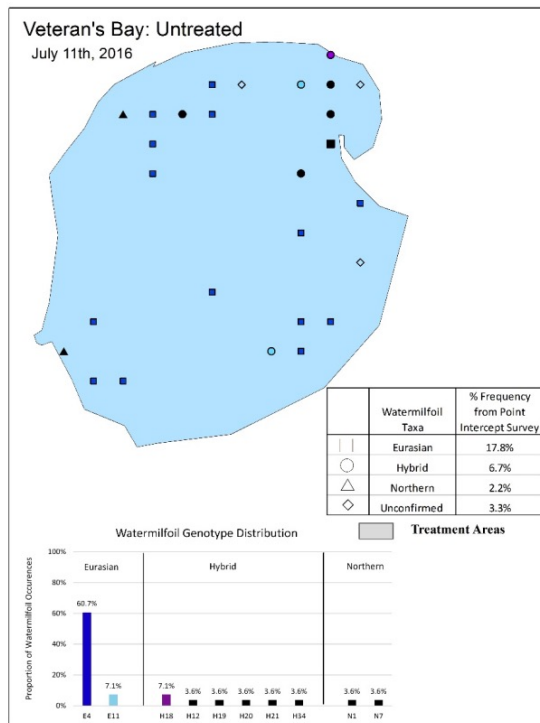 Veteran's Bay: Untreated
July 11th, 2016
Watermilfoil Taxa % Frequency from Point Intercept Survey
Eurasian 17.8%
Hybrid 6.7%
Northern 2.2%
Unconfirmed 3.3%
Treatment Areas
Watermilfoil Genotype Distribution
Proportion of Watermilfoil Occurences
100%
80%
60%
40%
20%
0%
Eurasian Hybrid Northern
60.7% 7.1% 7.1% 3.6% 3.6% 3.6% 3.6% 3.6% 3.6% 3.6%
E4 E11 H18 H12 H19 H20 H21 H34 N1 N7